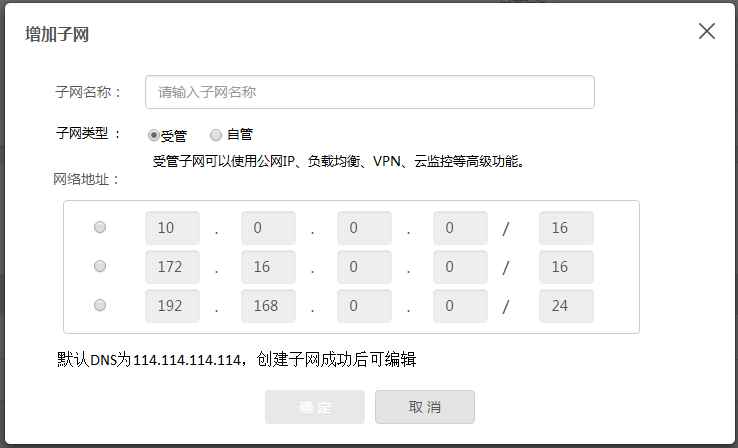 增加子网
子网名称： 请输入子网名称
子网类型 ： 受管 自管
受管子网可以使用公网IP、负载均衡、VPN、云监控等高级功能。
网络地址：
10 . 0 . 0 . 0 / 16
172 . 16 . 0 . 0 / 16
192 . 168 . 0 . 0 / 24
默认DNS为114.114.114.114，创建子网成功后可编辑
确 定 取 消